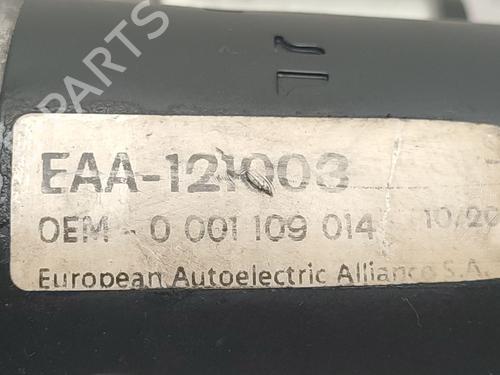 EAA-121003
OEM - 0 001 109 014 10/20
European Autoelectric Alliance S.A.
B PARTS